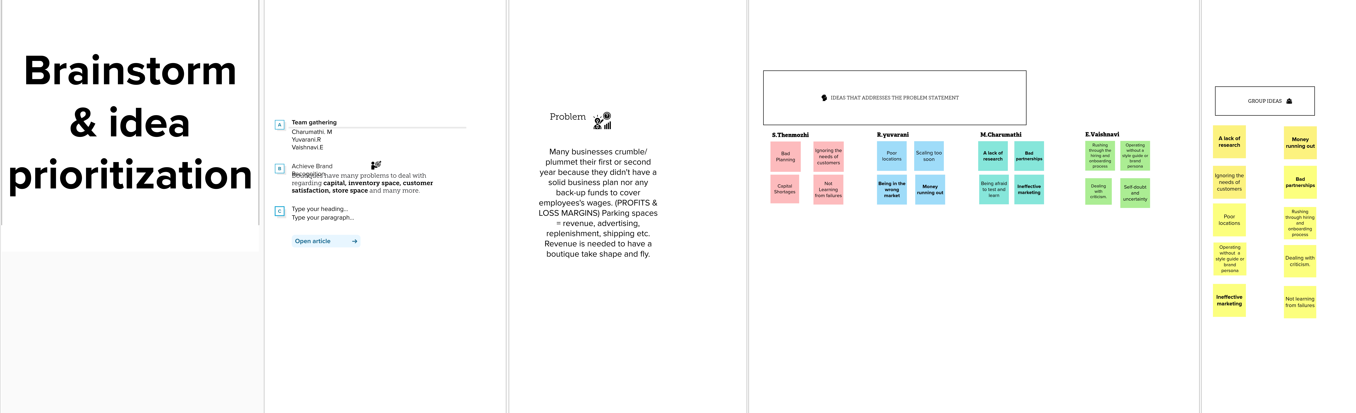 Brainstorm
& idea
prioritization
A
Team gathering
Charumathi. M
Yuvarani.R
Vaishnavi.E
B
Achieve Brand
Recognition
Boutiques have many problems to deal with
regarding capital, inventory space, customer
satisfaction, store space and many more.
C
Type your heading...
Type your paragraph...
Open article
Problem
Many businesses crumble/
plummet their first or second
year because they didn't have a
solid business plan nor any
back-up funds to cover
employees's wages. (PROFITS &
LOSS MARGINS) Parking spaces
= revenue, advertising,
replenishment, shipping etc.
Revenue is needed to have a
boutique take shape and fly.
IDEAS THAT ADDRESSES THE PROBLEM STATEMENT
S.Thenmozhi
Bad
Planning
Ignoring the
needs of
customers
Capital
Shortages
Not
Learning
from failures
R.yuvarani
Poor
locations
Scaling too
soon
Being in the
wrong
market
Money
running out
M.Charumathi
A lack of
research
Bad
partnerships
Being afraid
to test and
learn
Ineffective
marketing
E.Vaishnavi
Rushing
through the
hiring and
onboarding
process
Operating
without a
style guide or
brand
persona
Dealing
with
criticism.
Self-doubt
and
uncertainty
GROUP IDEAS
A lack of
research
Money
running out
Ignoring the
needs of
customers
Bad
partnerships
Poor
locations
Rushing
through hiring
and
onboarding
process
Operating
without a
style guide or
brand
persona
Dealing with
criticism.
Ineffective
marketing
Not learning
from failures